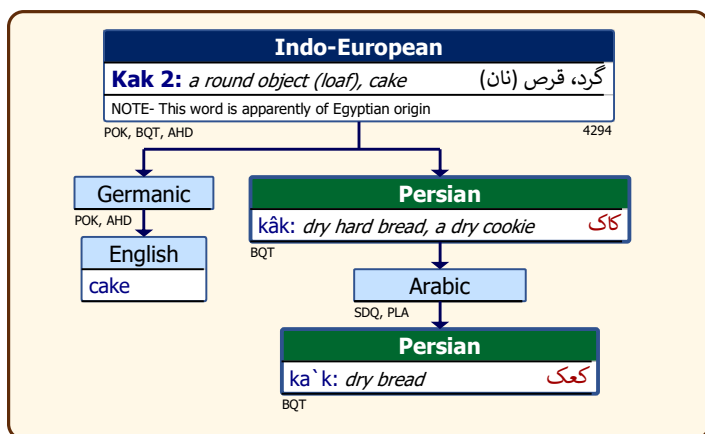 Indo-European
Kak 2: a round object (loaf), cake گرد، قرص (نان)
NOTE- This word is apparently of Egyptian origin
POK, BQT, AHD 4294
Germanic
POK, AHD
English
cake
Persian
kâk: dry hard bread, a dry cookie کاک
BQT
Arabic
SDQ, PLA
Persian
ka`k: dry bread کعک
BQT